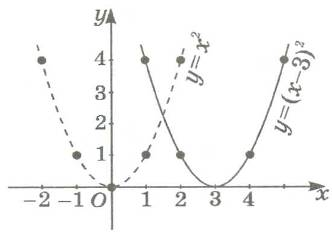 y
y = x²
y = (x−3)²
4
3
2
1
−2 −1 O 1 2 3 4 x